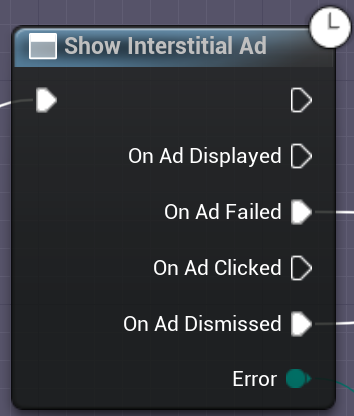 Show Interstitial Ad
On Ad Displayed
On Ad Failed
On Ad Clicked
On Ad Dismissed
Error